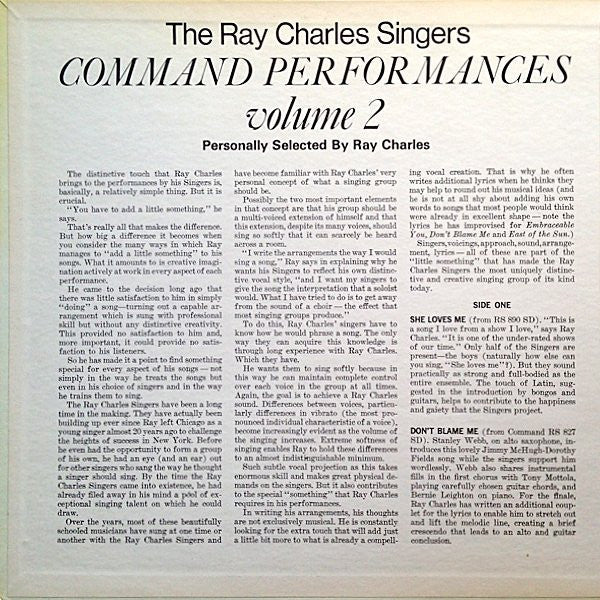 The Ray Charles Singers
COMMAND PERFORMANCES
volume 2
Personally Selected By Ray Charles
The distinctive touch that Ray Charles
brings to the performances by his Singers is,
basically, a relatively simple thing. But it is
crucial.
"You have to add a little something," he
says.
That's really all that makes the difference.
But how big a difference it becomes when
you consider the many ways in which Ray
manages to "add a little something" to his
songs. What it amounts to is creative imagi-
nation actively at work in every aspect of each
performance.
He came to the decision long ago that
there was little satisfaction to him in simply
"doing" a song—turning out a capable ar-
rangement which is sung with professional
skill but without any distinctive creativity.
This provided no satisfaction to him and,
more important, it could provide no satis-
faction to his listeners.
So he has made it a point to find something
special for every aspect of his songs — not
simply in the way he treats the songs but
even in his choice of singers and in the way
he trains them to sing.
The Ray Charles Singers have been a long
time in the making. They have actually been
building up ever since Ray left Chicago as a
young singer almost 20 years ago to challenge
the heights of success in New York. Before
he even had the opportunity to form a group
of his own, he had an eye (and an ear) out
for other singers who sang the way he thought
a singer should sing. By the time the Ray
Charles Singers came into existence, he had
already filed away in his mind a pool of ex-
ceptional singing talent on which he could
draw.
Over the years, most of these beautifully
schooled musicians have sung at one time or
another with the Ray Charles Singers and
have become familiar with Ray Charles' very
personal concept of what a singing group
should be.
Possibly the two most important elements
in that concept are that his group should be
a multi-voiced extension of himself and that
this extension, despite its many voices, should
sing so softly that it can scarcely be heard
across a room.
"I write the arrangements the way I would
sing a song," Ray says in explaining why he
wants his Singers to reflect his own distinc-
tive vocal style, "and I want my singers to
give the song the interpretation that a soloist
would. What I have tried to do is to get away
from the sound of a choir — the effect that
most singing groups produce."
To do this, Ray Charles' singers have to
know how he would phrase a song. The only
way they can acquire this knowledge is
through long experience with Ray Charles.
Which they have.
He wants them to sing softly because in
this way he can maintain complete control
over each voice in the group at all times.
Again, the goal is to achieve a Ray Charles
sound. Differences between voices, particu-
larly differences in vibrato (the most pro-
nounced individual characteristic of a voice),
become increasingly evident as the volume of
the singing increases. Extreme softness of
singing enables Ray to hold these differences
to an almost indistinguishable minimum.
Such subtle vocal projection as this takes
enormous skill and makes great physical de-
mands on the singers. But it also contributes
to the special "something" that Ray Charles
requires in his performances.
In writing his arrangements, his thoughts
are not exclusively musical. He is constantly
looking for the extra touch that will add just
a little bit more to what is already a compell-
ing vocal creation. That is why he often
writes additional lyrics when he thinks they
may help to round out his musical ideas (and
he is not at all shy about adding his own
words to songs that most people would think
were already in excellent shape — note the
lyrics he has improvised for Embraceable
You, Don't Blame Me and East of the Sun.)
Singers, voicings, approach, sound, arrange-
ment, lyrics — all of these are part of the
"little something" that has made the Ray
Charles Singers the most uniquely distinc-
tive and creative singing group of its kind
today.
SIDE ONE
SHE LOVES ME (from RS 890 SD). "This is
a song I love from a show I love," says Ray
Charles. "It is one of the under-rated shows
of our time." Only half of the Singers are
present—the boys (naturally how else can
you sing, "She loves me"?). But they sound
practically as strong and full-bodied as the
entire ensemble. The touch of Latin, sug-
gested in the introduction by bongos and
guitars, helps to contribute to the happiness
and gaiety that the Singers project.
DON'T BLAME ME (from Command RS 827
SD). Stanley Webb, on alto saxophone, in-
troduces this lovely Jimmy McHugh-Dorothy
Fields song while the singers support him
wordlessly. Webb also shares instrumental
fills in the first chorus with Tony Mottola,
playing carefully chosen guitar chords, and
Bernie Leighton on piano. For the finale,
Ray Charles has written an additional coup-
let for the lyrics to enable him to stretch out
and lift the melodic line, creating a brief
crescendo that leads to an alto and guitar
conclusion.